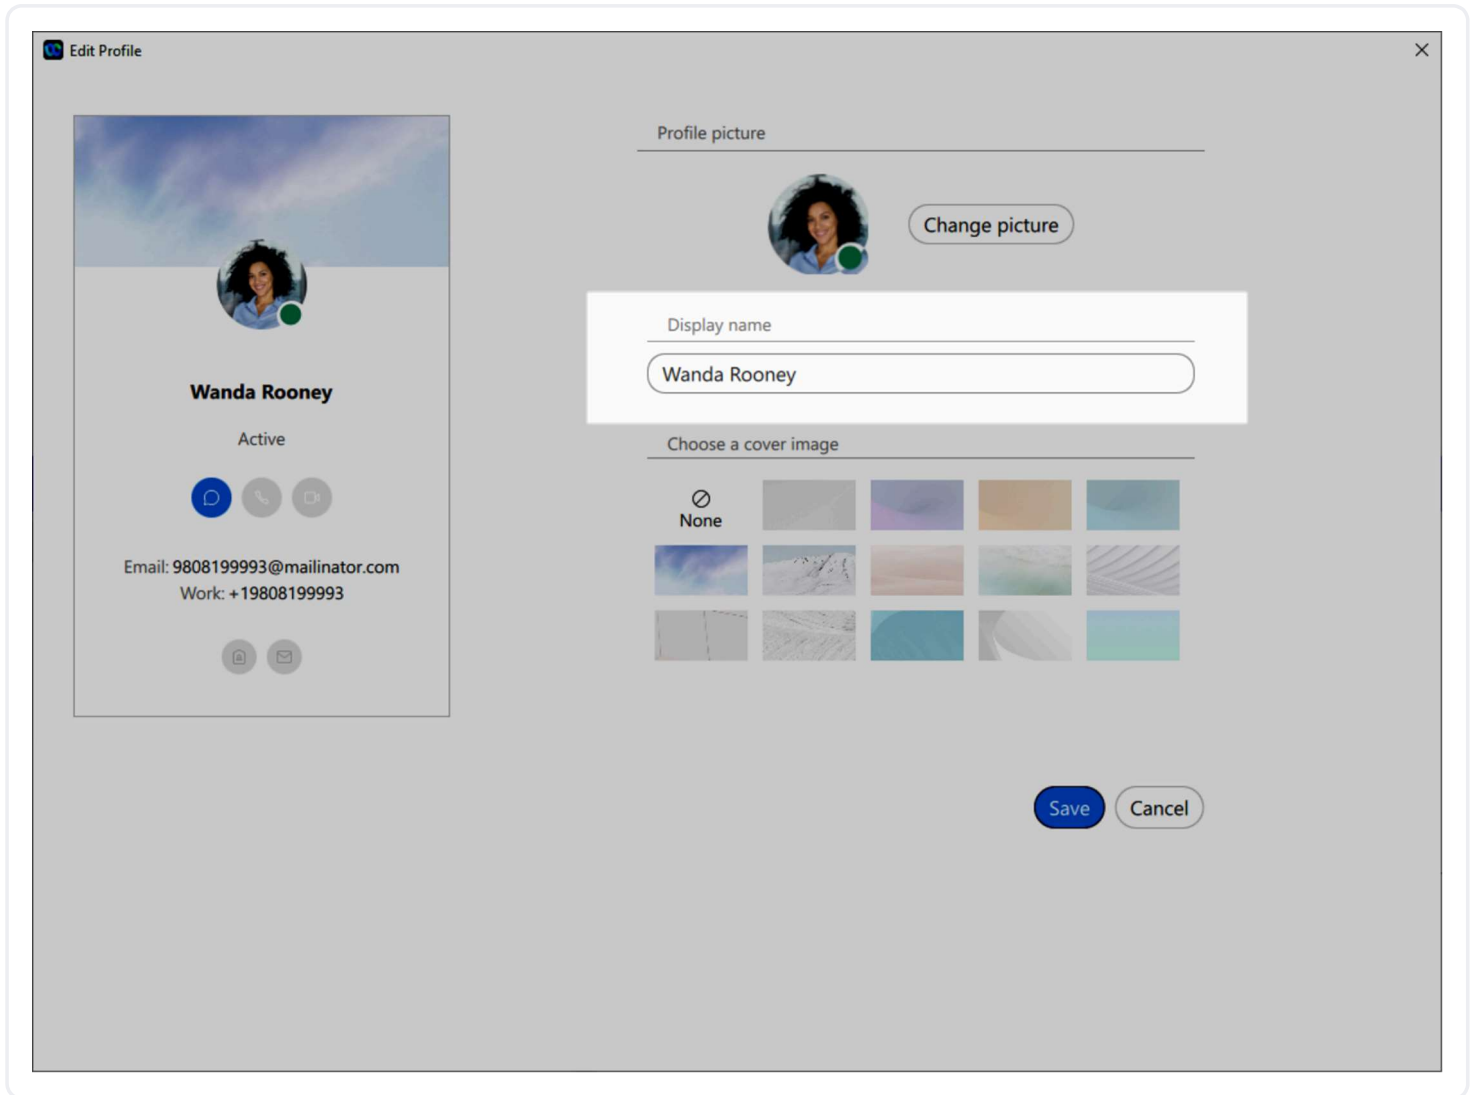 Edit Profile
Profile picture
Change picture
Display name
Wanda Rooney
Wanda Rooney
Active
Choose a cover image
None
Email: 9808199993@mailinator.com
Work: +19808199993
Save
Cancel